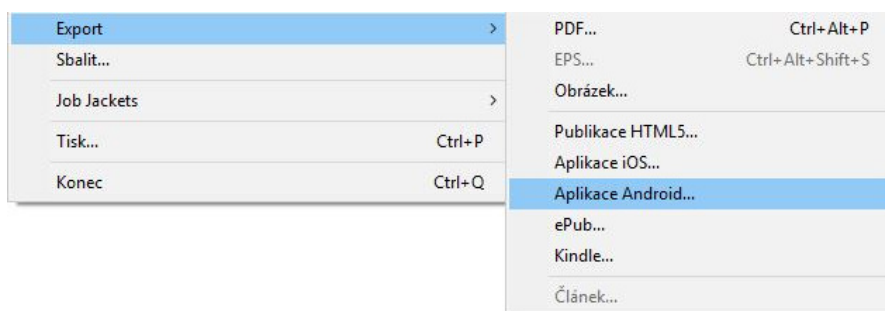 Export
Sbalit...
Job Jackets
Tisk... Ctrl+P
Konec Ctrl+Q
PDF... Ctrl+Alt+P
EPS... Ctrl+Alt+Shift+S
Obrázek...
Publikace HTML5...
Aplikace iOS...
Aplikace Android...
ePub...
Kindle...
Článek...